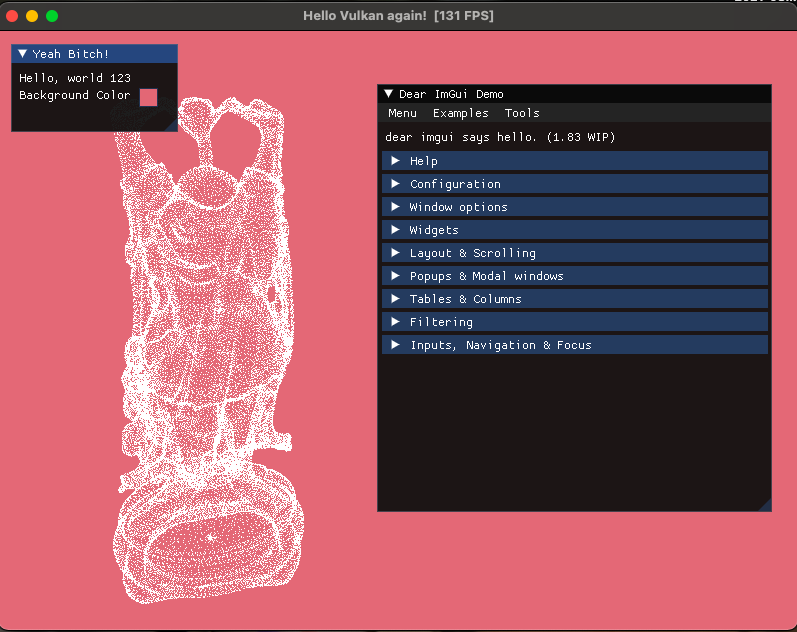 Hello Vulkan again! [131 FPS]
Yeah Bitch!
Hello, world 123
Background Color
Dear ImGui Demo
Menu Examples Tools
dear imgui says hello. (1.83 WIP)
Help
Configuration
Window options
Widgets
Layout & Scrolling
Popups & Modal windows
Tables & Columns
Filtering
Inputs, Navigation & Focus